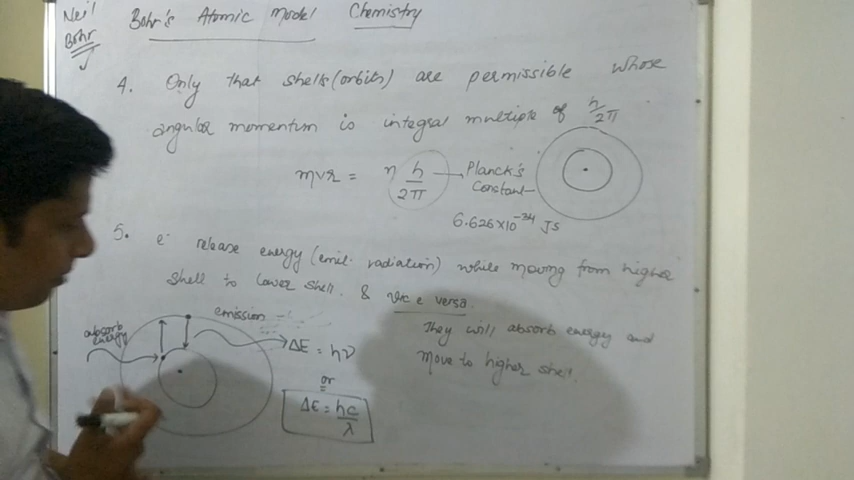 Neil
Bohr
Bohr's Atomic Model Chemistry
4. Only that shells (orbits) are permissible whose
angular momentum is integral multiple of h/2π
mvr = n h/2π → Planck's
Constant
6.626×10⁻³⁴ Js
5. e⁻ release energy (emit radiation) while moving from higher
shell to lower shell. & vice versa.
They will absorb energy and
move to higher shell.
emission
absorb
energy
ΔE = hν
or
ΔE = hc/λ